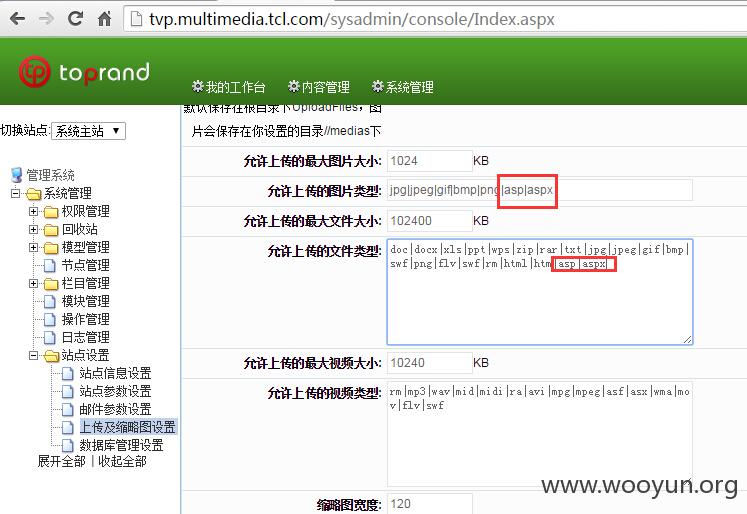 tvp.multimedia.tcl.com/sysadmin/console/Index.aspx
tp toprand
我的工作台 内容管理 系统管理
切换站点: 系统主站
管理系统
系统管理
权限管理
回收站
模型管理
节点管理
栏目管理
模块管理
操作管理
日志管理
站点设置
站点信息设置
站点参数设置
邮件参数设置
上传及缩略图设置
数据库管理设置
展开全部 | 收起全部
默认保存在根目录下UploadFiles，图
片会保存在你设置的目录//medias下
允许上传的最大图片大小: 1024 KB
允许上传的图片类型: jpg|jpeg|gif|bmp|png|asp|aspx
允许上传的最大文件大小: 102400 KB
允许上传的文件类型: doc|docx|xls|ppt|wps|zip|rar|txt|jpg|jpeg|gif|bmp|
swf|png|flv|swf|rm|html|htm|asp|aspx|
允许上传的最大视频大小: 10240 KB
允许上传的视频类型: rm|mp3|wav|mid|midi|ra|avi|mpg|mpeg|asf|asx|wma|mo
v|flv|swf
缩略图宽度: 120
www.wooyun.org